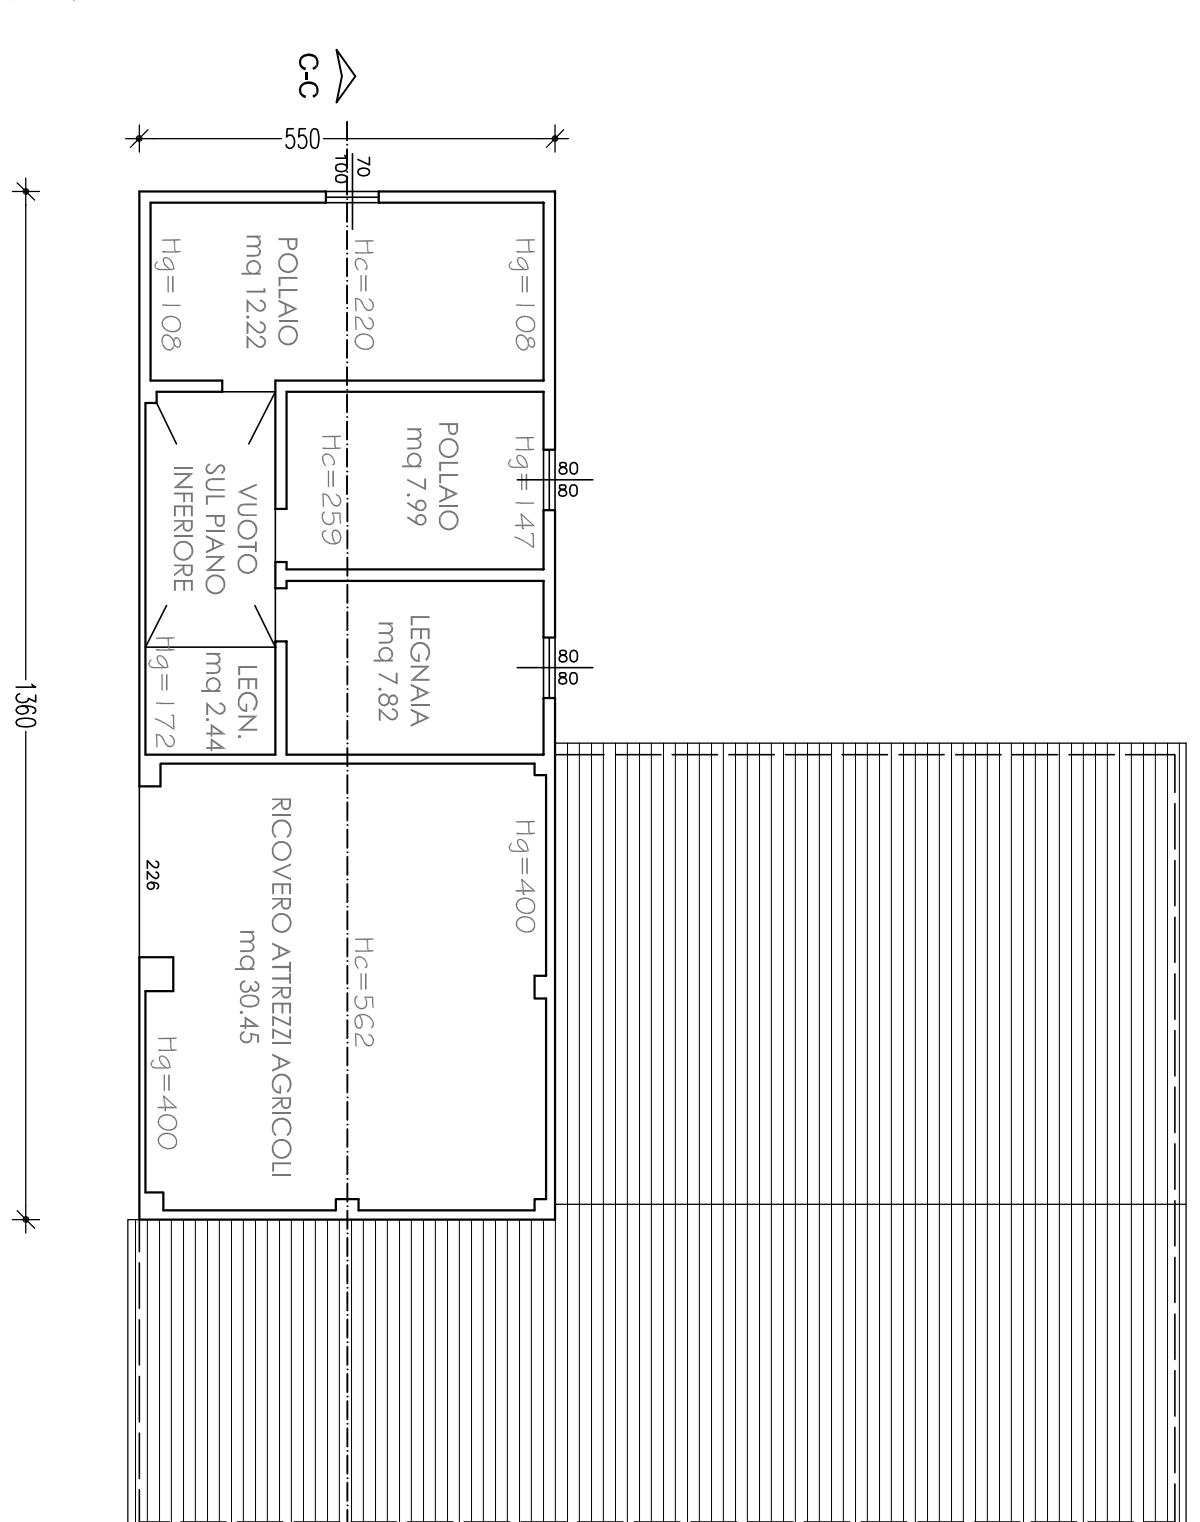 C-C
550
70
100
Hg=108
Hc=220
POLLAIO
mq 12.22
Hg=108
80
80
Hg=147
POLLAIO
mq 7.99
Hc=259
VUOTO
SUL PIANO
INFERIORE
80
80
LEGNAIA
mq 7.82
LEGN.
mq 2.44
Hg=172
1360
Hg=400
226
RICOVERO ATTREZZI AGRICOLI
mq 30.45
Hc=562
Hg=400